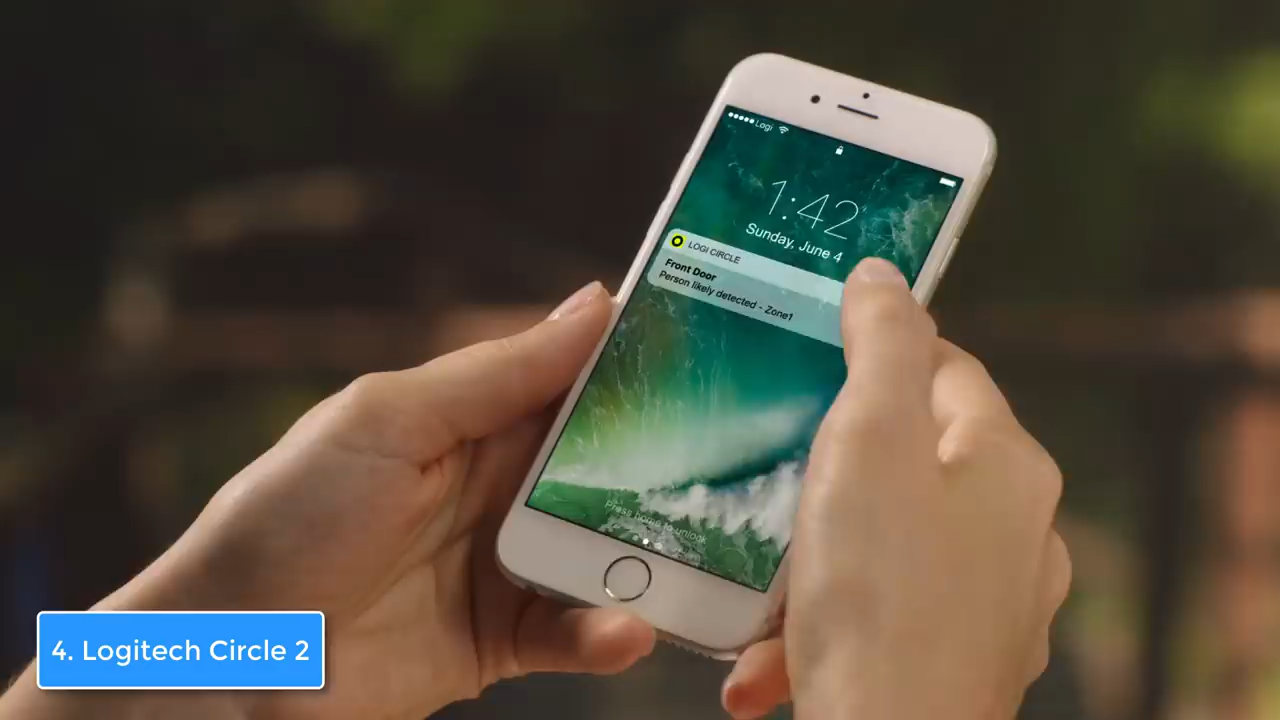 ●●●●● Logi
1:42
Sunday, June 4
LOGI CIRCLE
Front Door
Person likely detected - Zone1
Press home to unlock
4. Logitech Circle 2